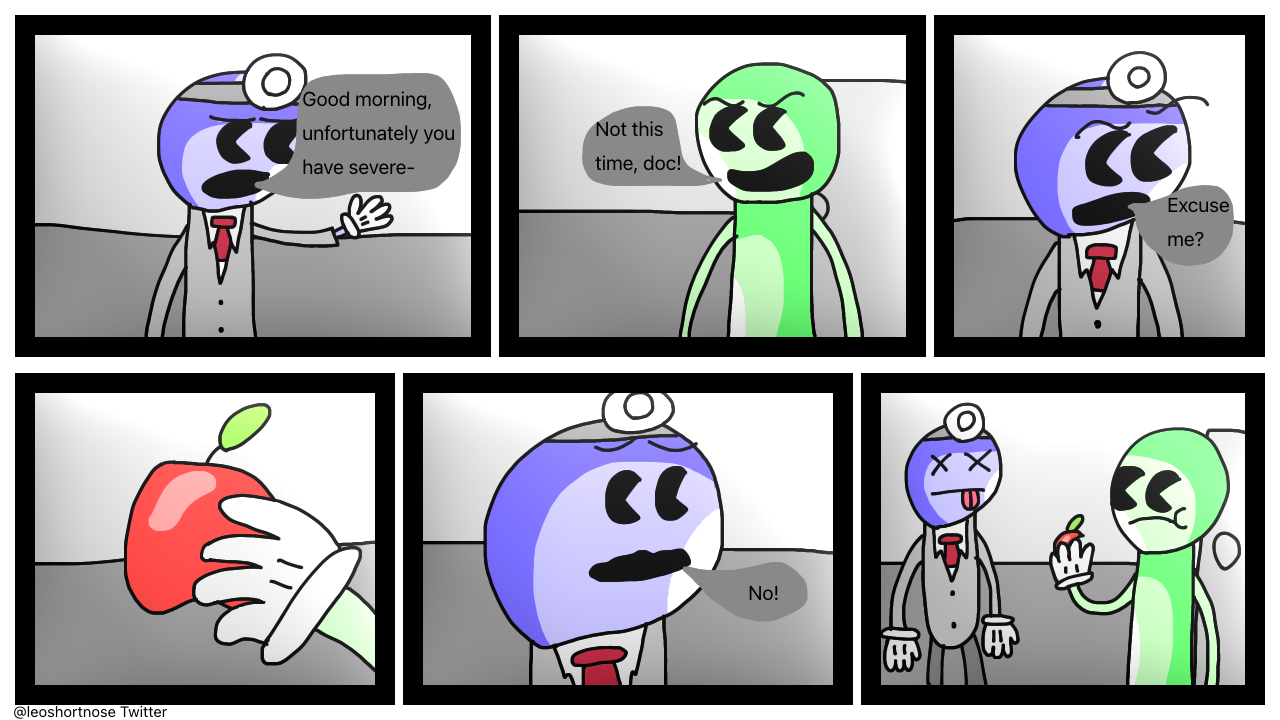 Good morning,
unfortunately you
have severe-
Not this
time, doc!
Excuse
me?
No!
@leoshortnose Twitter